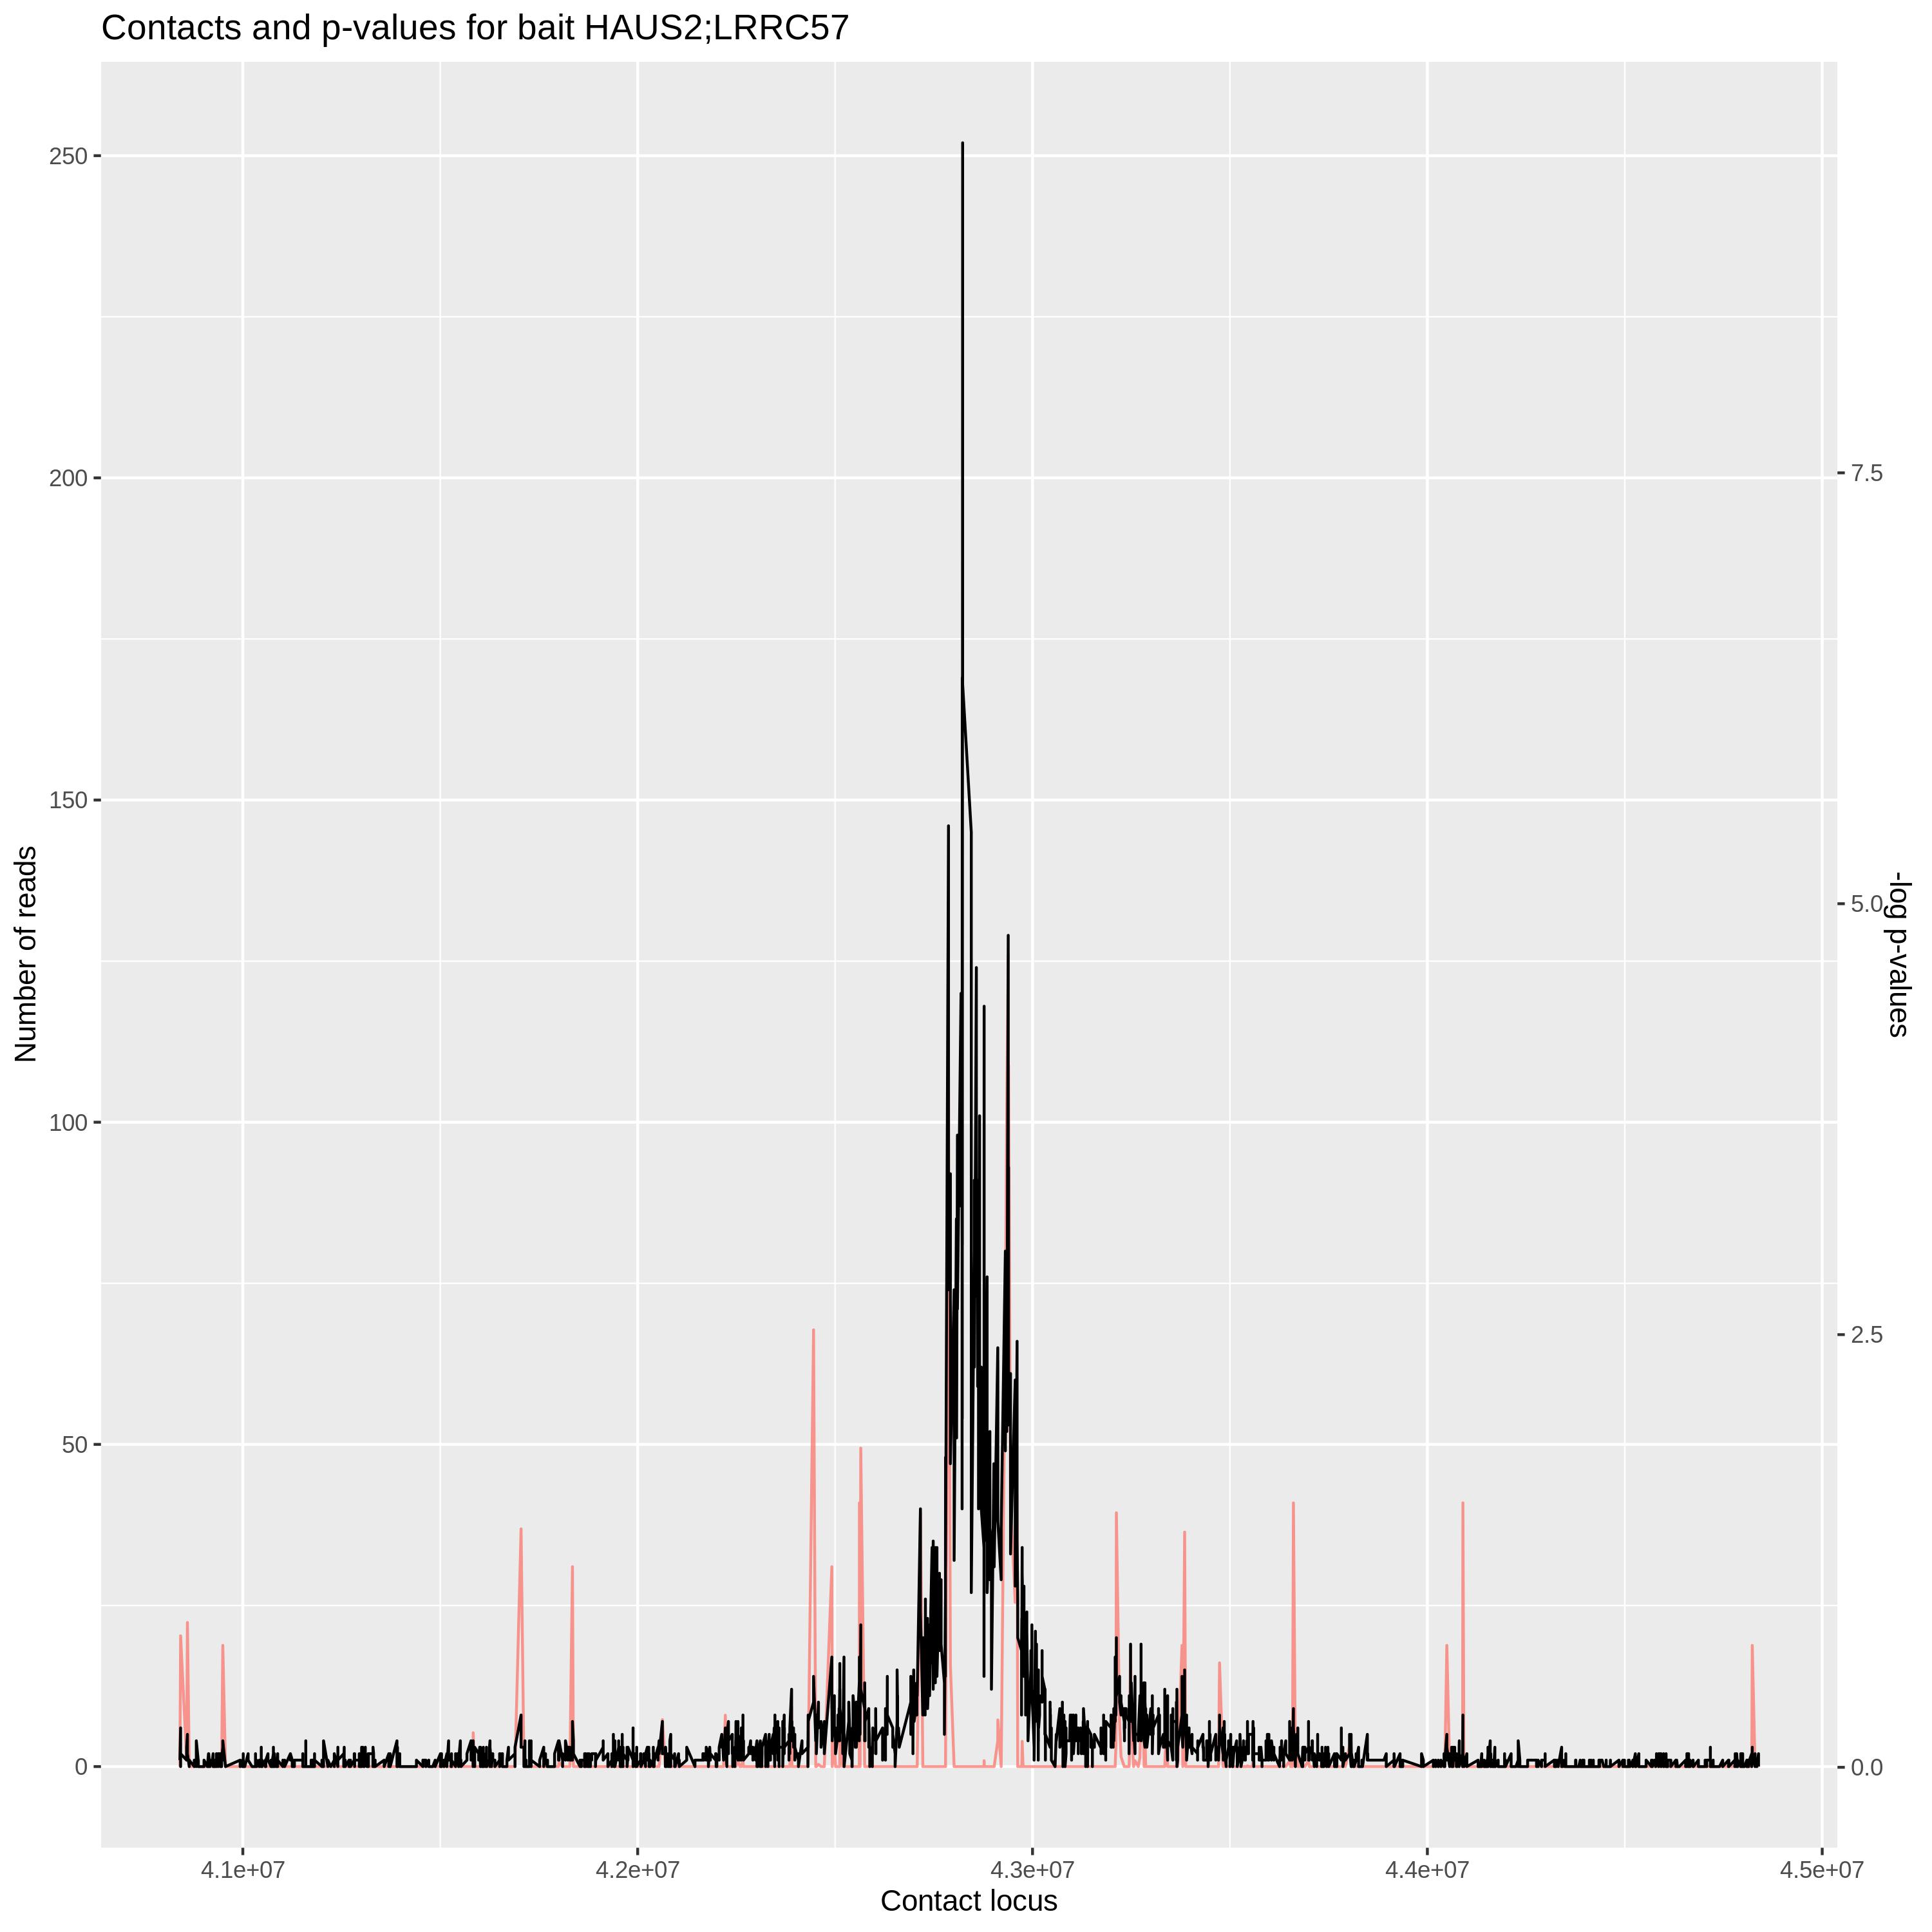 Contacts and p-values for bait HAUS2;LRRC57
250
200
150
100
50
0
Number of reads
7.5
5.0
2.5
0.0
-log p-values
4.1e+07
4.2e+07
4.3e+07
4.4e+07
4.5e+07
Contact locus